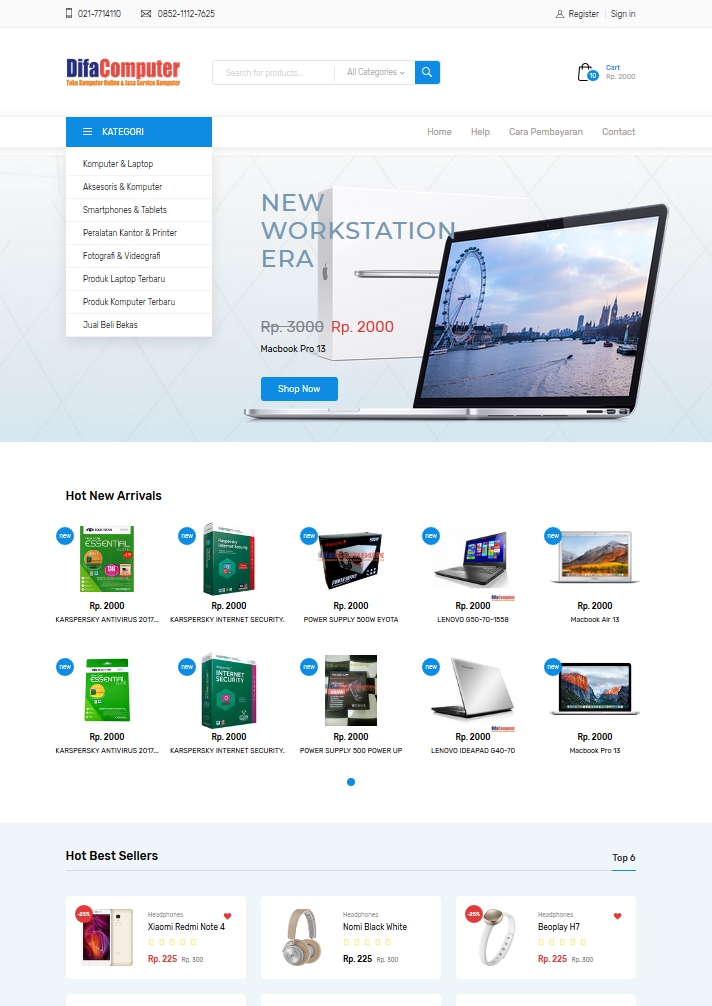 021-7714110
0852-1112-7625
Register
Sign in
DifaComputer
Toko Komputer Online & Jasa Service Komputer
Search for products...
All Categories
10
Cart
Rp. 2000
KATEGORI
Home
Help
Cara Pembayaran
Contact
Komputer & Laptop
Aksesoris & Komputer
Smartphones & Tablets
Peralatan Kantor & Printer
Fotografi & Videografi
Produk Laptop Terbaru
Produk Komputer Terbaru
Jual Beli Bekas
NEW
WORKSTATION
ERA
Rp. 3000 Rp. 2000
Macbook Pro 13
Shop Now
Hot New Arrivals
new
new
new
new
new
Rp. 2000
KARSPERSKY ANTIVIRUS 2017...
Rp. 2000
KARSPERSKY INTERNET SECURITY.
Rp. 2000
POWER SUPPLY 500W EYOTA
Rp. 2000
LENOVO G50-70-1558
Rp. 2000
Macbook Air 13
new
new
new
new
new
Rp. 2000
KARSPERSKY ANTIVIRUS 2017...
Rp. 2000
KARSPERSKY INTERNET SECURITY.
Rp. 2000
POWER SUPPLY 500 POWER UP
Rp. 2000
LENOVO IDEAPAD G40-70
Rp. 2000
Macbook Pro 13
Hot Best Sellers
Top 6
-25%
Headphones
Xiaomi Redmi Note 4
Rp. 225 Rp. 300
Headphones
Nomi Black White
Rp. 225 Rp. 300
-25%
Headphones
Beoplay H7
Rp. 225 Rp. 300